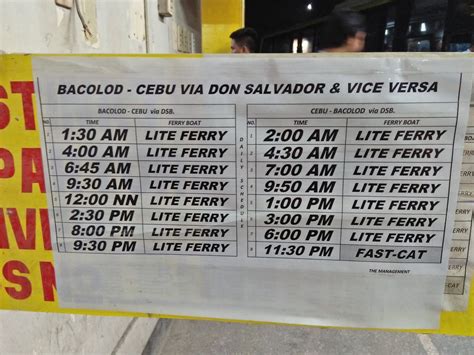 BACOLOD - CEBU VIA DON SALVADOR & VICE VERSA
BACOLOD - CEBU via DSB.
NO. TIME FERRY BOAT
1:30 AM LITE FERRY
4:00 AM LITE FERRY
6:45 AM LITE FERRY
9:30 AM LITE FERRY
12:00 NN LITE FERRY
2:30 PM LITE FERRY
8:00 PM LITE FERRY
9:30 PM LITE FERRY
DAILY SCHEDULE
CEBU - BACOLOD via DSB.
NO. TIME FERRY BOAT
2:00 AM LITE FERRY
4:30 AM LITE FERRY
7:00 AM LITE FERRY
9:50 AM LITE FERRY
1:00 PM LITE FERRY
3:00 PM LITE FERRY
6:00 PM LITE FERRY
11:30 PM FAST-CAT
THE MANAGEMENT